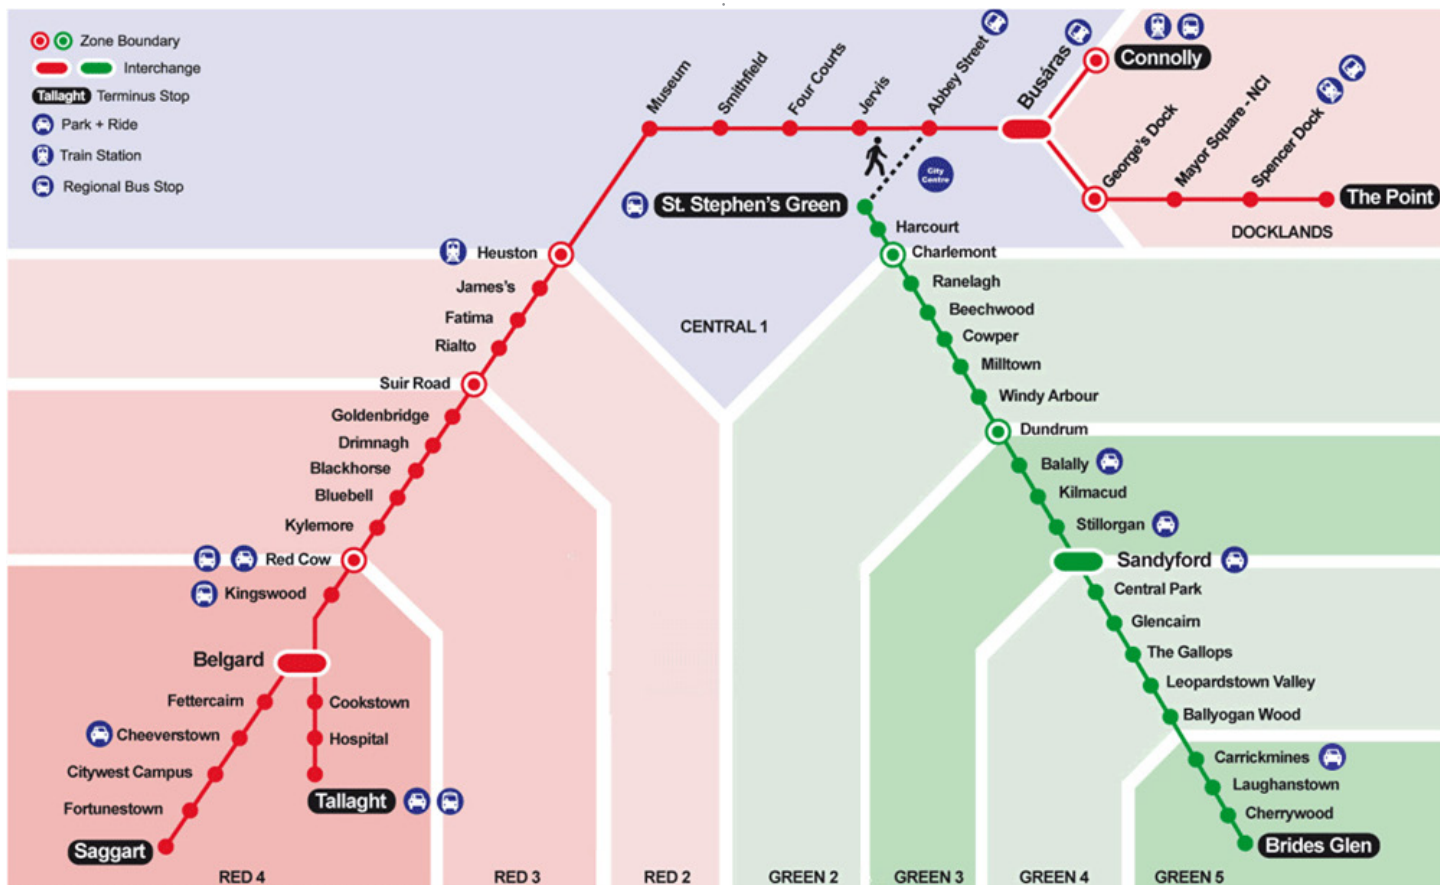 Zone Boundary
Interchange
Tallaght Terminus Stop
Park + Ride
Train Station
Regional Bus Stop
Museum
Smithfield
Four Courts
Jervis
Abbey Street
Busáras
Connolly
George's Dock
Mayor Square - NCI
Spencer Dock
The Point
DOCKLANDS
City
Centre
St. Stephen's Green
Harcourt
Charlemont
Ranelagh
Beechwood
Cowper
Milltown
Windy Arbour
Dundrum
Balally
Kilmacud
Stillorgan
Sandyford
Central Park
Glencairn
The Gallops
Leopardstown Valley
Ballyogan Wood
Carrickmines
Laughanstown
Cherrywood
Brides Glen
CENTRAL 1
Heuston
James's
Fatima
Rialto
Suir Road
Goldenbridge
Drimnagh
Blackhorse
Bluebell
Kylemore
Red Cow
Kingswood
Belgard
Fettercairn
Cheeverstown
Citywest Campus
Fortunestown
Saggart
Cookstown
Hospital
Tallaght
RED 4
RED 3
RED 2
GREEN 2
GREEN 3
GREEN 4
GREEN 5